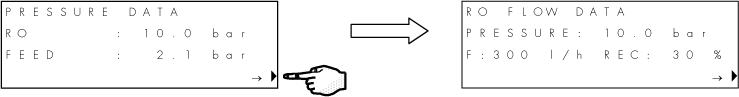 PRESSURE DATA
RO : 10.0 bar
FEED : 2.1 bar
→
RO FLOW DATA
PRESSURE: 10.0 bar
F:300 l/h REC: 30 %
→